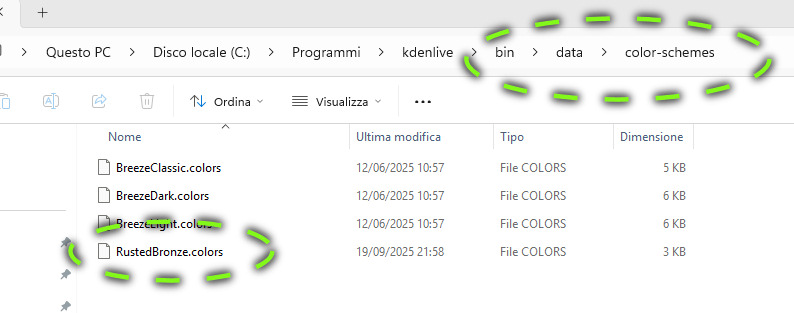 Questo PC > Disco locale (C:) > Programmi > kdenlive > bin > data > color-schemes
Ordina Visualizza ...
Nome Ultima modifica Tipo Dimensione
BreezeClassic.colors 12/06/2025 10:57 File COLORS 5 KB
BreezeDark.colors 12/06/2025 10:57 File COLORS 6 KB
BreezeLight.colors 12/06/2025 10:57 File COLORS 6 KB
RustedBronze.colors 19/09/2025 21:58 File COLORS 3 KB